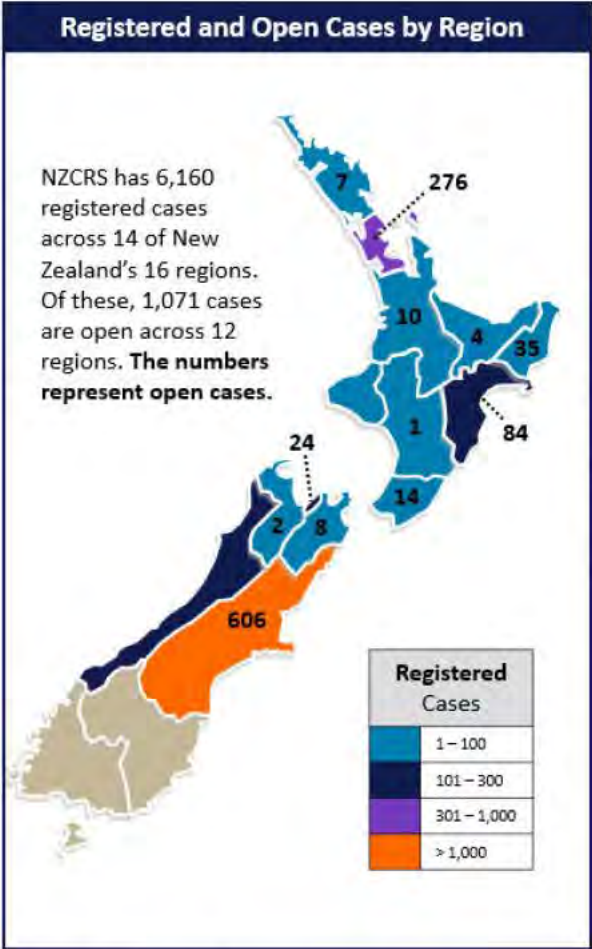 Registered and Open Cases by Region
NZCRS has 6,160
registered cases
across 14 of New
Zealand's 16 regions.
Of these, 1,071 cases
are open across 12
regions. The numbers
represent open cases.
7
276
10
4
35
1
84
14
24
2
8
606
Registered
Cases
1 – 100
101 – 300
301 – 1,000
> 1,000